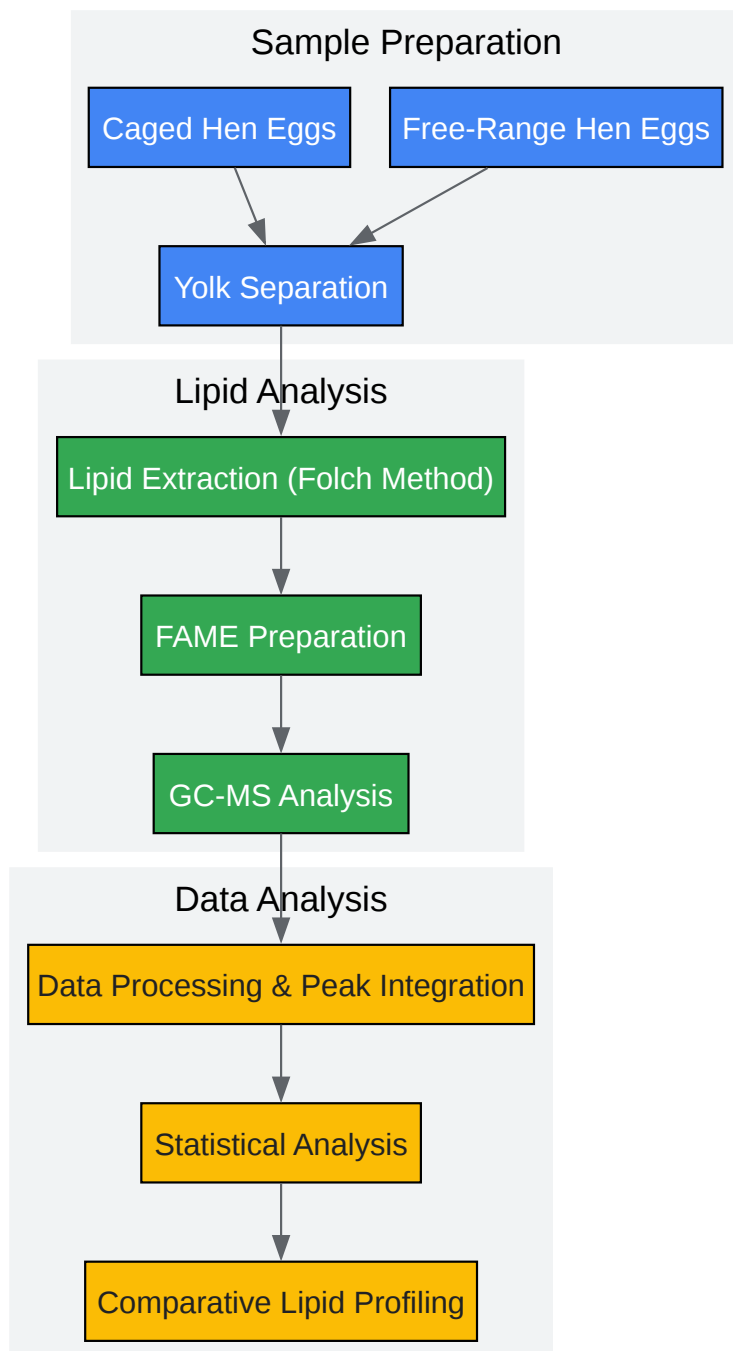 Sample Preparation
Caged Hen Eggs
Free-Range Hen Eggs
Yolk Separation
Lipid Analysis
Lipid Extraction (Folch Method)
FAME Preparation
GC-MS Analysis
Data Analysis
Data Processing & Peak Integration
Statistical Analysis
Comparative Lipid Profiling